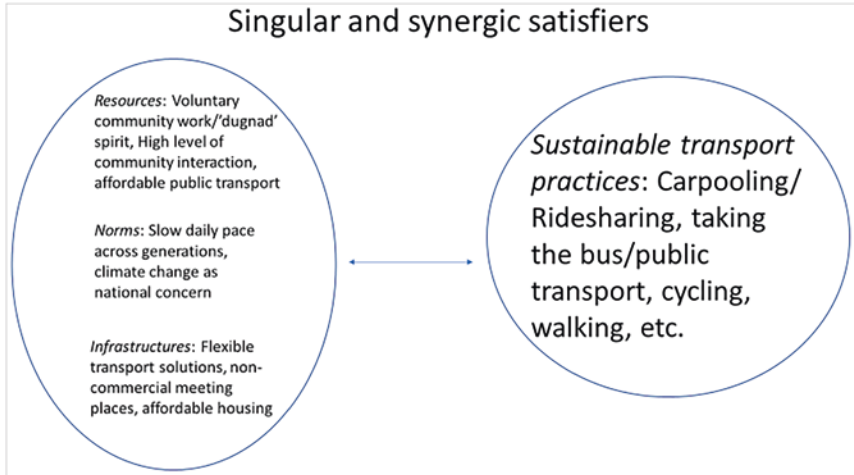 Singular and synergic satisfiers
Resources: Voluntary
community work/‘dugnad’
spirit, High level of
community interaction,
affordable public transport
Norms: Slow daily pace
across generations,
climate change as
national concern
Infrastructures: Flexible
transport solutions, non-
commercial meeting
places, affordable housing
Sustainable transport
practices: Carpooling/
Ridesharing, taking
the bus/public
transport, cycling,
walking, etc.